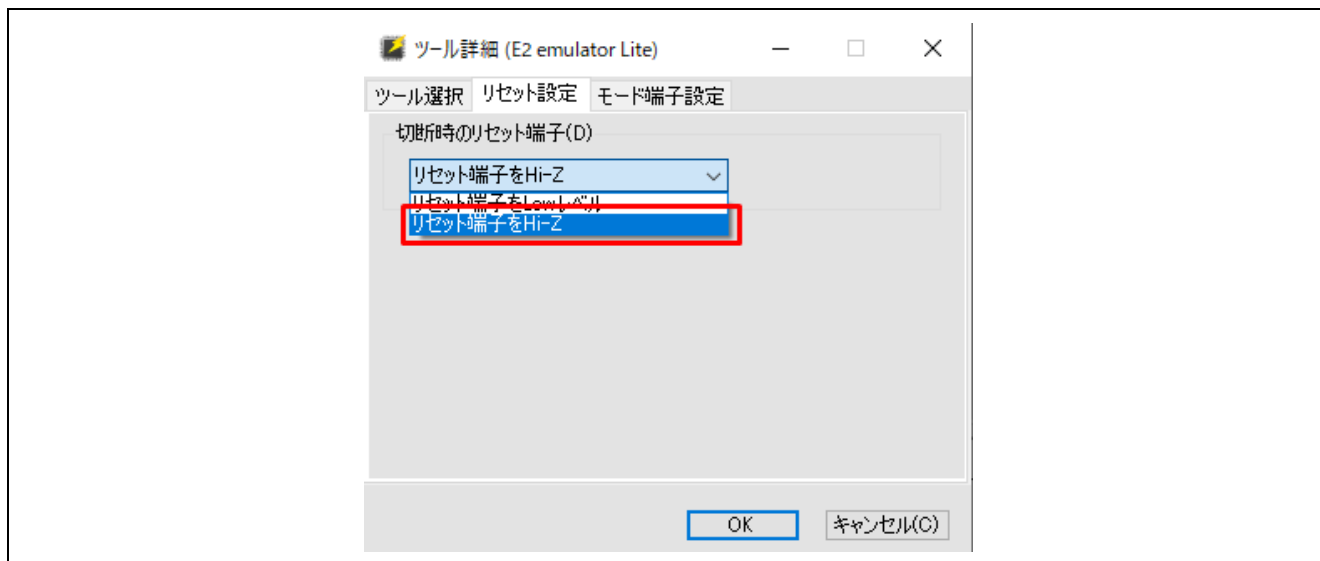 ツール詳細 (E2 emulator Lite)
ツール選択 リセット設定 モード端子設定
切断時のリセット端子(D)
リセット端子をHi-Z
リセット端子をLowレベル
リセット端子をHi-Z
OK キャンセル(C)